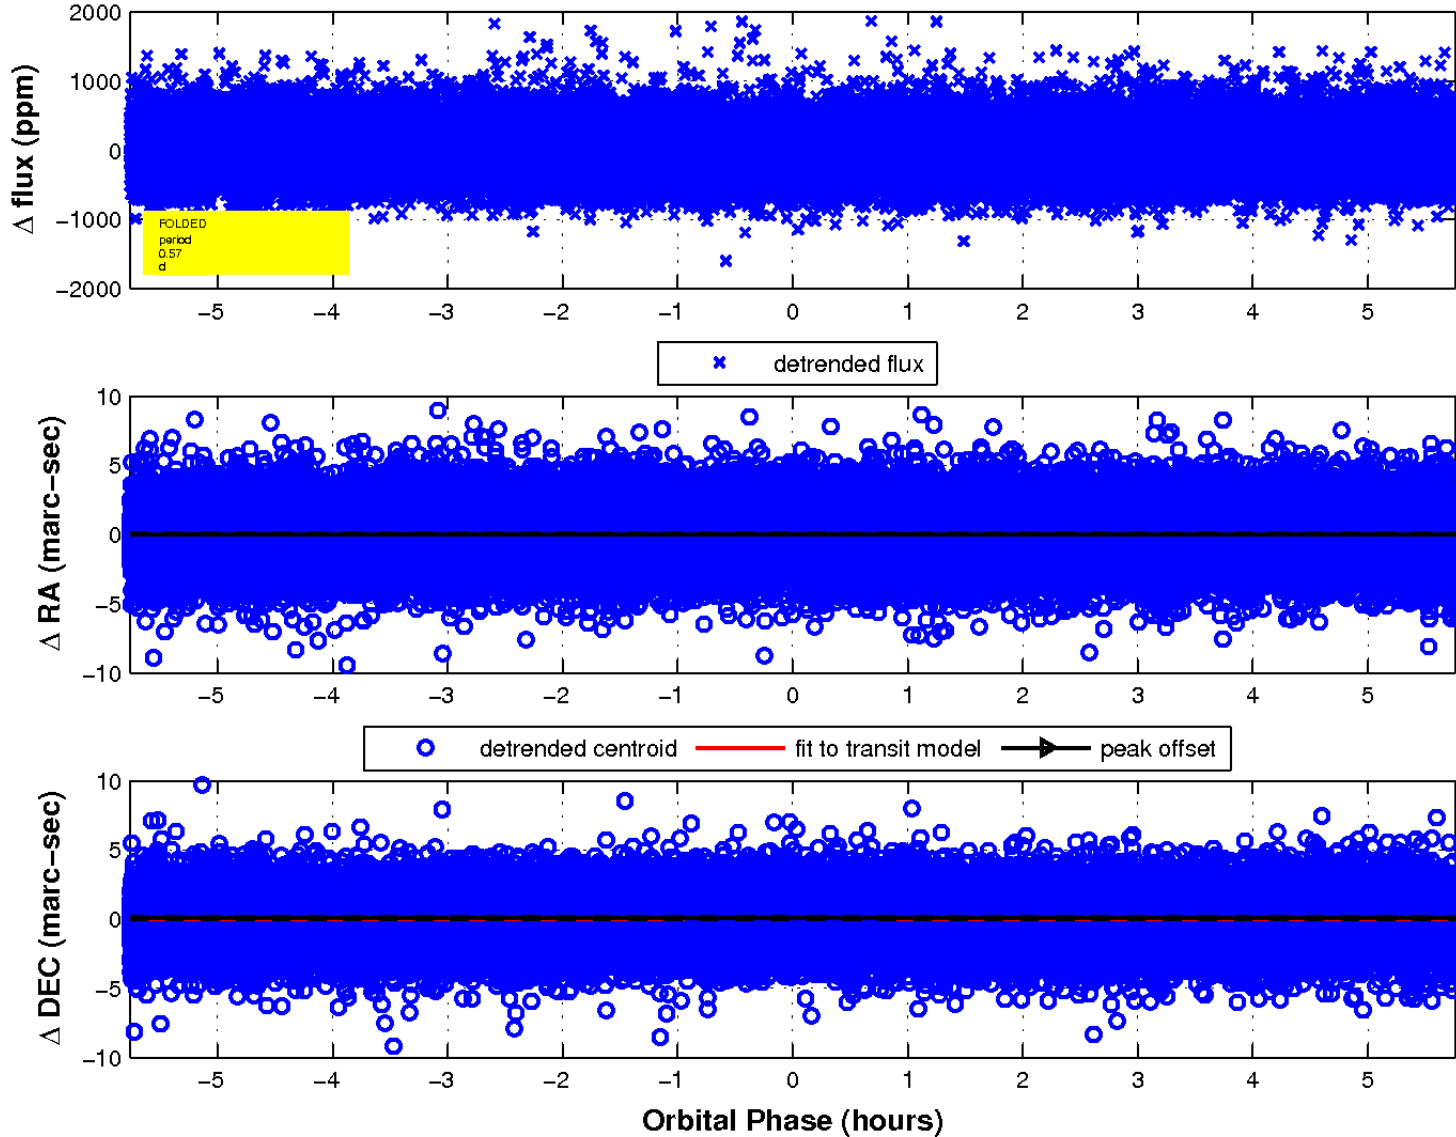 2000
1000
0
−1000
−2000
Δ flux (ppm)
FOLDED
period
0.57
d
−5 −4 −3 −2 −1 0 1 2 3 4 5
detrended flux
10
5
0
−5
−10
Δ RA (marc−sec)
−5 −4 −3 −2 −1 0 1 2 3 4 5
detrended centroid fit to transit model peak offset
10
5
0
−5
−10
Δ DEC (marc−sec)
−5 −4 −3 −2 −1 0 1 2 3 4 5
Orbital Phase (hours)